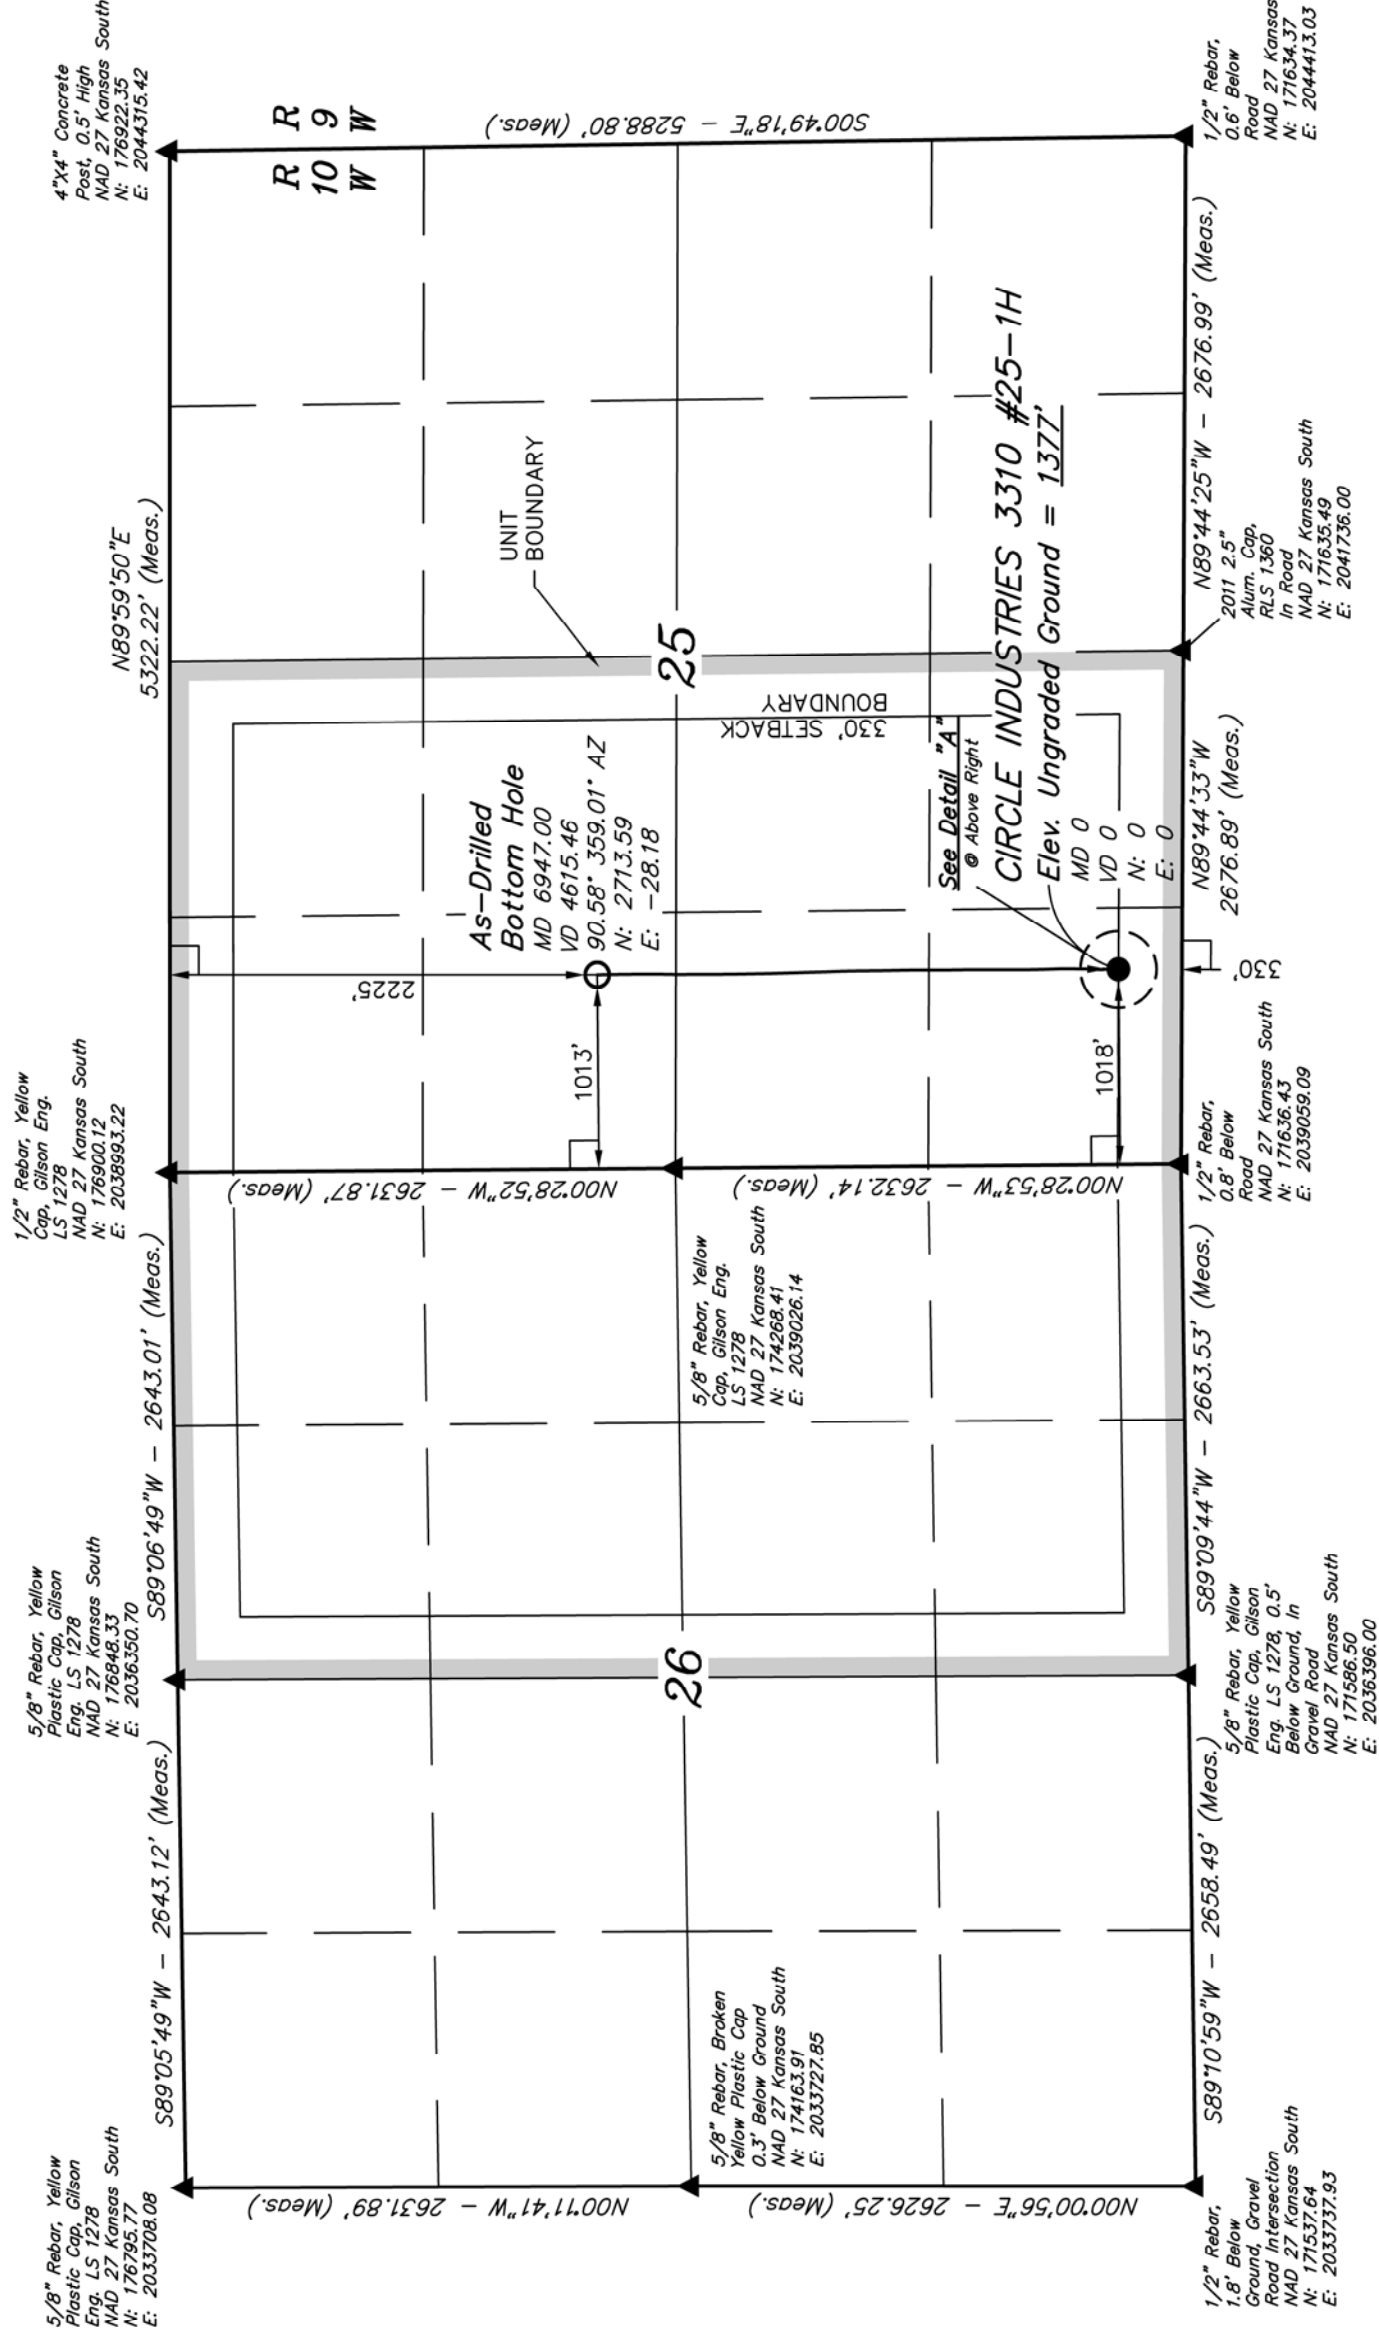 5/8" Rebar, Yellow
Plastic Cap, Gilson
Eng. LS 1278
NAD 27 Kansas South
N: 176795.77
E: 2033708.08
S89°05'49"W – 2643.12' (Meas.)
5/8" Rebar, Yellow
Plastic Cap, Gilson
Eng. LS 1278
NAD 27 Kansas South
N: 176848.33
E: 2036350.70
S89°06'49"W – 2643.01' (Meas.)
1/2" Rebar, Yellow
Cap, Gilson Eng.
LS 1278
NAD 27 Kansas South
N: 176900.12
E: 2038993.22
N89°59'50"E
5322.22' (Meas.)
4"X4" Concrete
Post, 0.5' High
NAD 27 Kansas South
N: 176922.35
E: 2044315.42
R R
10 9
W W
S00°49'18"E – 5288.80' (Meas.)
N00°11'41"W – 2631.89' (Meas.)
N00°28'52"W – 2631.87' (Meas.)
2225'
UNIT
BOUNDARY
As–Drilled
Bottom Hole
MD 6947.00
VD 4615.46
90.58° 359.01° AZ
N: 2713.59
E: -28.18
1013'
26
25
330' SETBACK
BOUNDARY
5/8" Rebar, Broken
Yellow Plastic Cap
0.3' Below Ground
NAD 27 Kansas South
N: 174163.91
E: 2033727.85
5/8" Rebar, Yellow
Cap, Gilson Eng.
LS 1278
NAD 27 Kansas South
N: 174268.41
E: 2039026.14
N00°00'56"E – 2626.25' (Meas.)
N00°28'53"W – 2632.14' (Meas.)
See Detail "A"
@ Above Right
CIRCLE INDUSTRIES 3310 #25–1H
Elev. Ungraded Ground = 1377'
MD 0
VD 0
N: 0
E: 0
1018'
330'
S89°10'59"W – 2658.49' (Meas.)
S89°09'44"W – 2663.53' (Meas.)
N89°44'33"W
2676.89' (Meas.)
N89°44'25"W – 2676.99' (Meas.)
1/2" Rebar,
1.8' Below
Ground, Gravel
Road Intersection
NAD 27 Kansas South
N: 171537.64
E: 2033737.93
5/8" Rebar, Yellow
Plastic Cap, Gilson
Eng. LS 1278, 0.5'
Below Ground, In
Gravel Road
NAD 27 Kansas South
N: 171586.50
E: 2036396.00
1/2" Rebar,
0.8' Below
Road
NAD 27 Kansas South
N: 171636.43
E: 2039059.09
2011 2.5"
Alum. Cap,
RLS 1360
In Road
NAD 27 Kansas South
N: 171635.49
E: 2041736.00
1/2" Rebar,
0.6' Below
Road
NAD 27 Kansas
N: 171634.37
E: 2044413.03